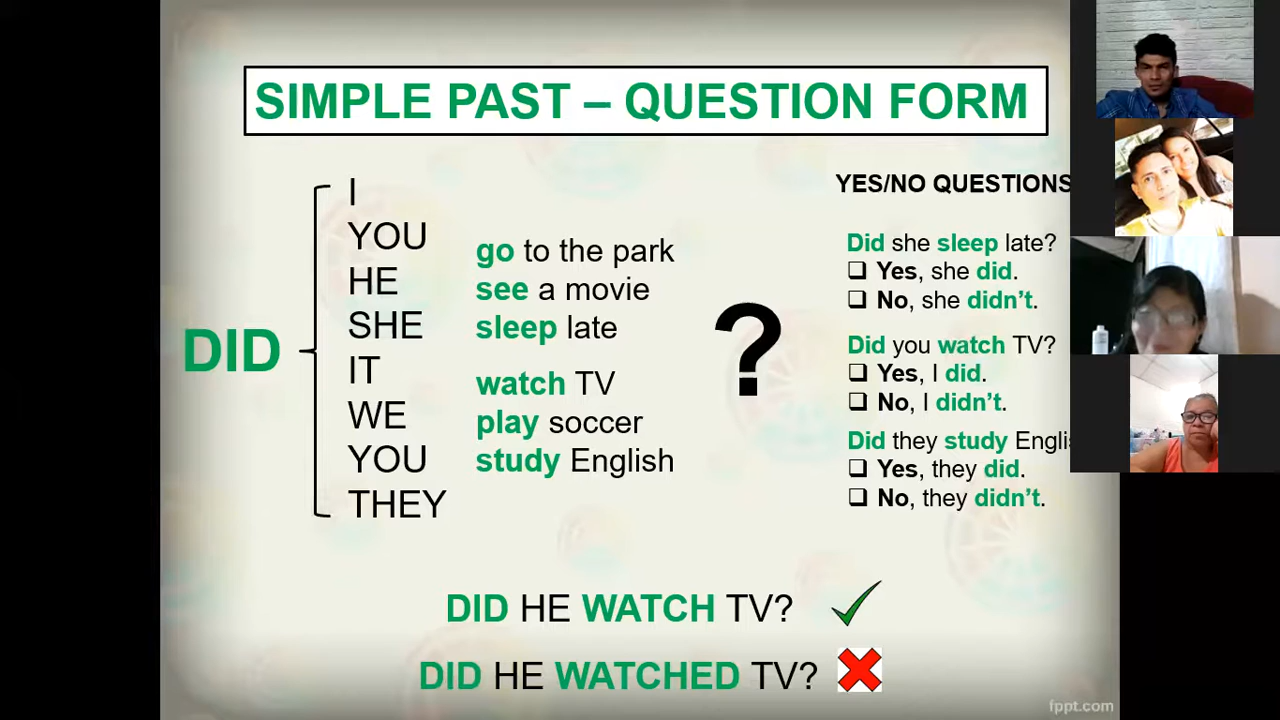 SIMPLE PAST – QUESTION FORM
DID
I
YOU
HE
SHE
IT
WE
YOU
THEY
go to the park
see a movie
sleep late
watch TV
play soccer
study English
?
YES/NO QUESTIONS
Did she sleep late?
❑ Yes, she did.
❑ No, she didn’t.
Did you watch TV?
❑ Yes, I did.
❑ No, I didn’t.
Did they study
❑ Yes, they did.
❑ No, they didn’t.
DID HE WATCH TV?
DID HE WATCHED TV?
fppt.com